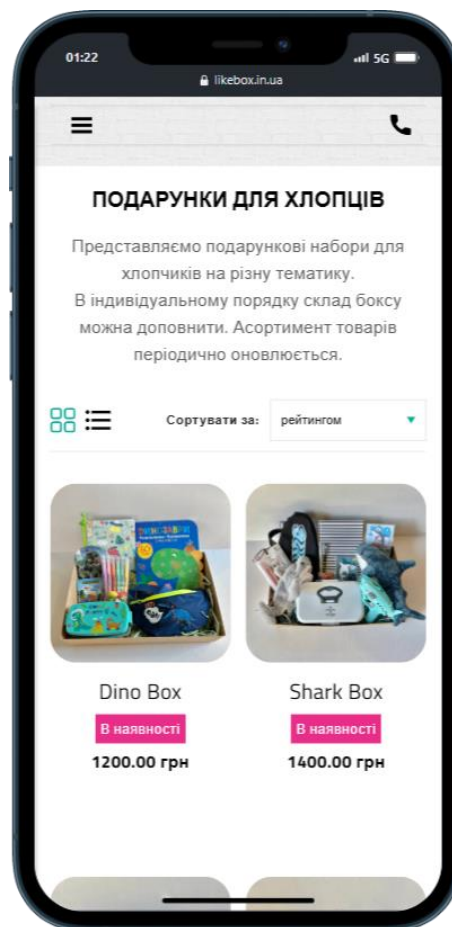 01:22
5G
likebox.in.ua
ПОДАРУНКИ ДЛЯ ХЛОПЦІВ
Представляємо подарункові набори для
хлопчиків на різну тематику.
В індивідуальному порядку склад боксу
можна доповнити. Асортимент товарів
періодично оновлюється.
Сортувати за: рейтингом
ДИНОЗАВРИ
Dino Box Shark Box
В наявності В наявності
1200.00 грн 1400.00 грн